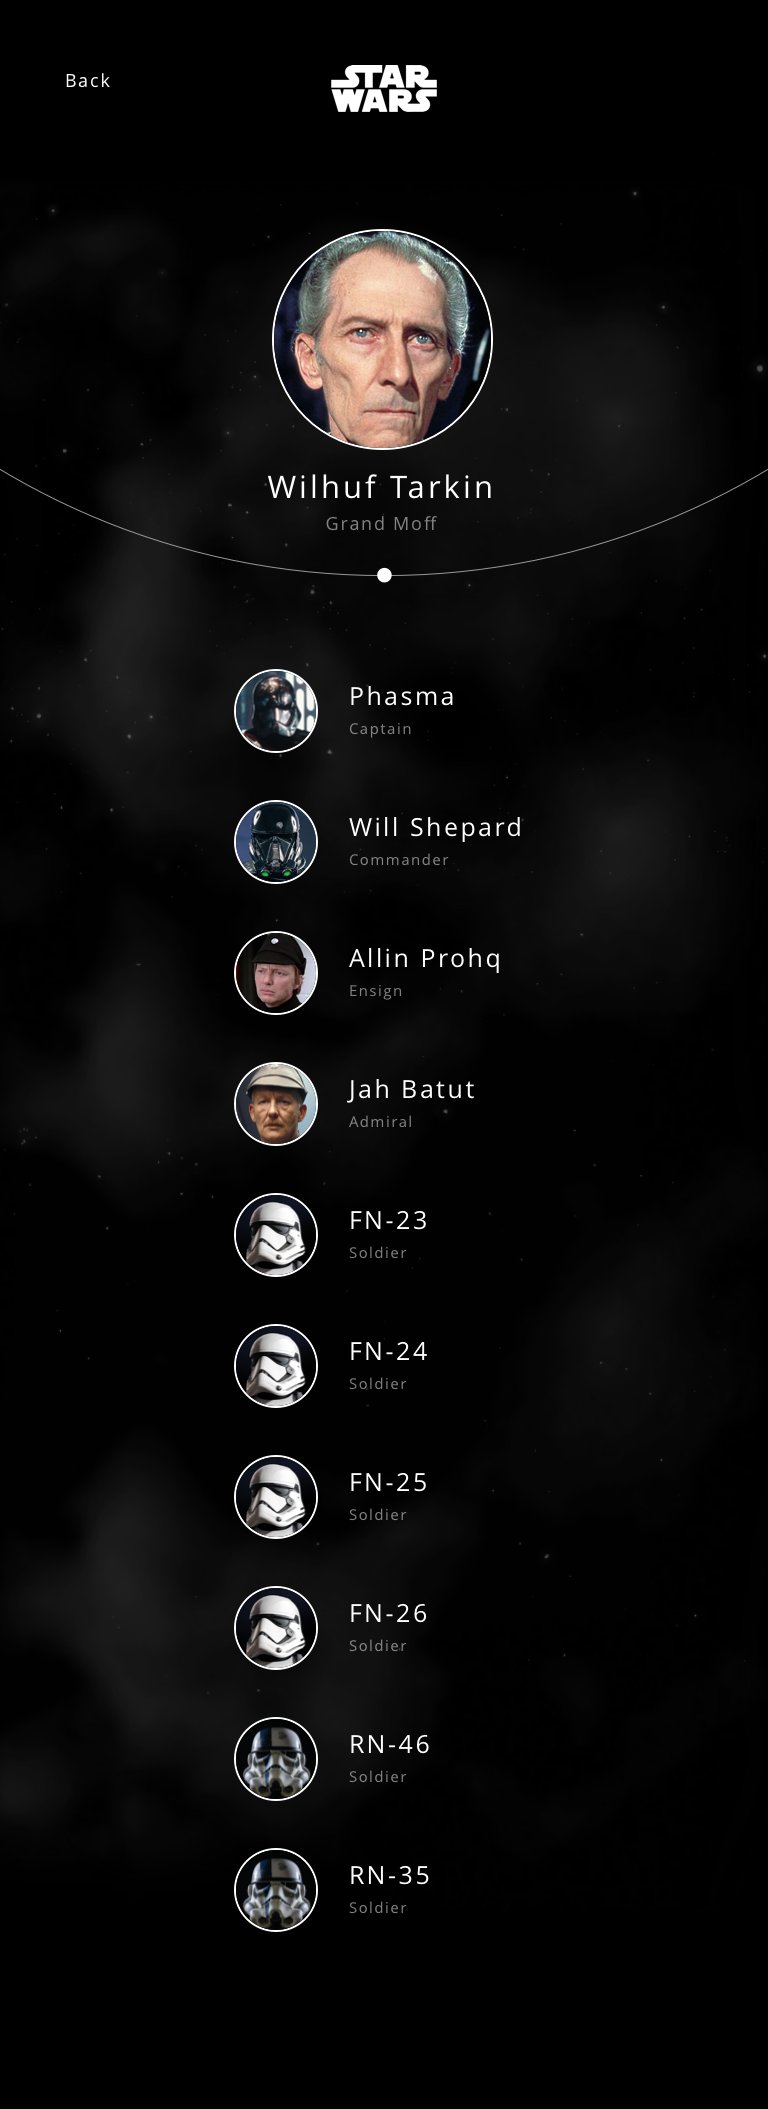 Back
STAR
WARS
Wilhuf Tarkin
Grand Moff
Phasma
Captain
Will Shepard
Commander
Allin Prohq
Ensign
Jah Batut
Admiral
FN-23
Soldier
FN-24
Soldier
FN-25
Soldier
FN-26
Soldier
RN-46
Soldier
RN-35
Soldier